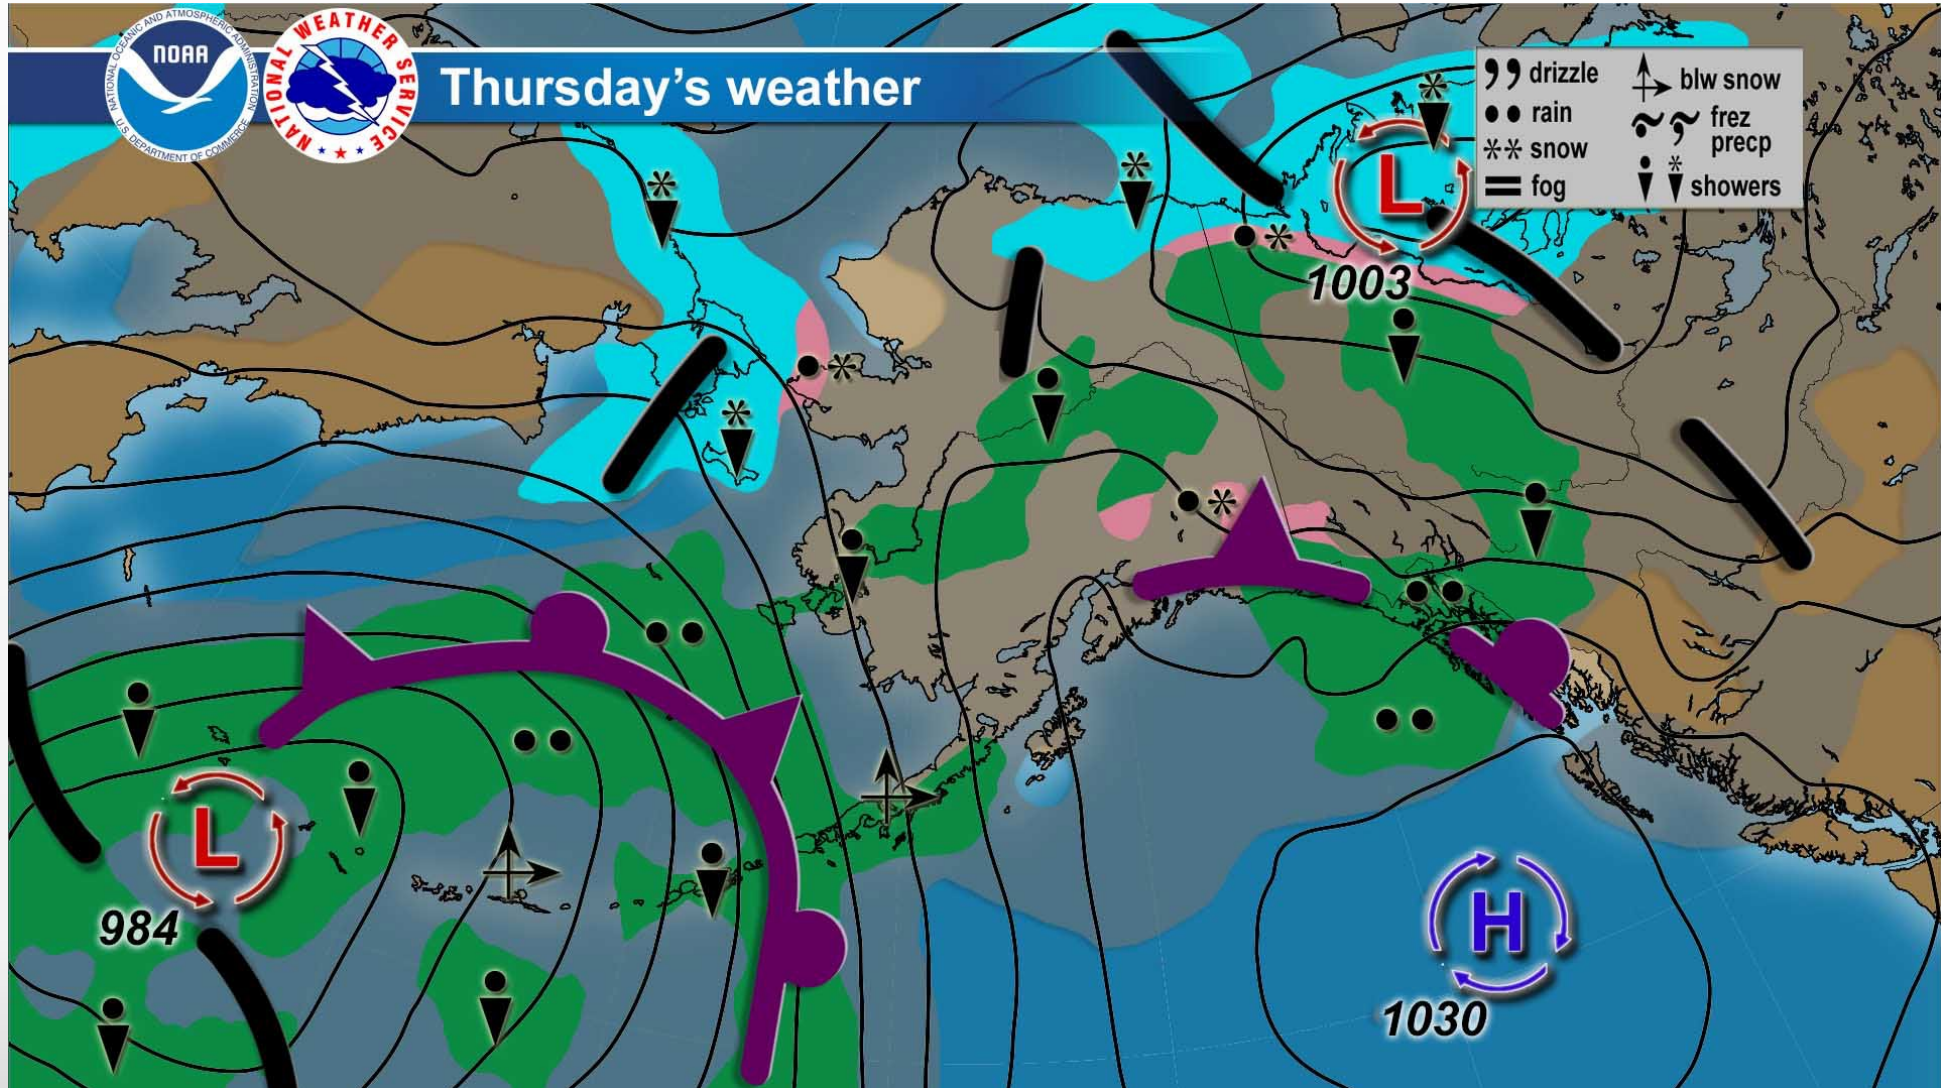 NATIONAL OCEANIC AND ATMOSPHERIC ADMINISTRATION
NOAA
U.S. DEPARTMENT OF COMMERCE
NATIONAL WEATHER SERVICE
Thursday's weather
drizzle
blw snow
rain
frez
precp
snow
fog
showers
L
1003
L
984
H
1030